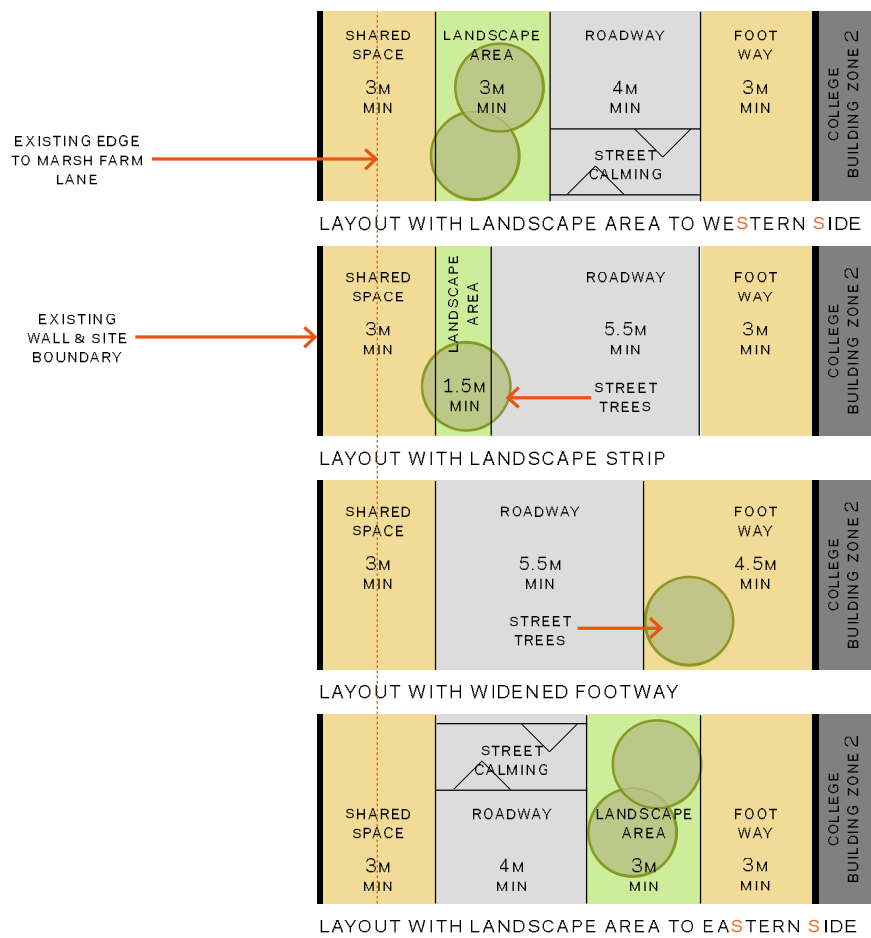 SHARED
SPACE
3M
MIN
LANDSCAPE
AREA
3M
MIN
ROADWAY
4M
MIN
STREET
CALMING
FOOT
WAY
3M
MIN
COLLEGE
BUILDING ZONE 2
EXISTING EDGE
TO MARSH FARM
LANE
LAYOUT WITH LANDSCAPE AREA TO WESTERN SIDE
SHARED
SPACE
3M
MIN
LANDSCAPE
AREA
1.5M
MIN
ROADWAY
5.5M
MIN
STREET
TREES
FOOT
WAY
3M
MIN
COLLEGE
BUILDING ZONE 2
EXISTING
WALL & SITE
BOUNDARY
LAYOUT WITH LANDSCAPE STRIP
SHARED
SPACE
3M
MIN
ROADWAY
5.5M
MIN
STREET
TREES
FOOT
WAY
4.5M
MIN
COLLEGE
BUILDING ZONE 2
LAYOUT WITH WIDENED FOOTWAY
STREET
CALMING
SHARED
SPACE
3M
MIN
ROADWAY
4M
MIN
LANDSCAPE
AREA
3M
MIN
FOOT
WAY
3M
MIN
COLLEGE
BUILDING ZONE 2
LAYOUT WITH LANDSCAPE AREA TO EASTERN SIDE